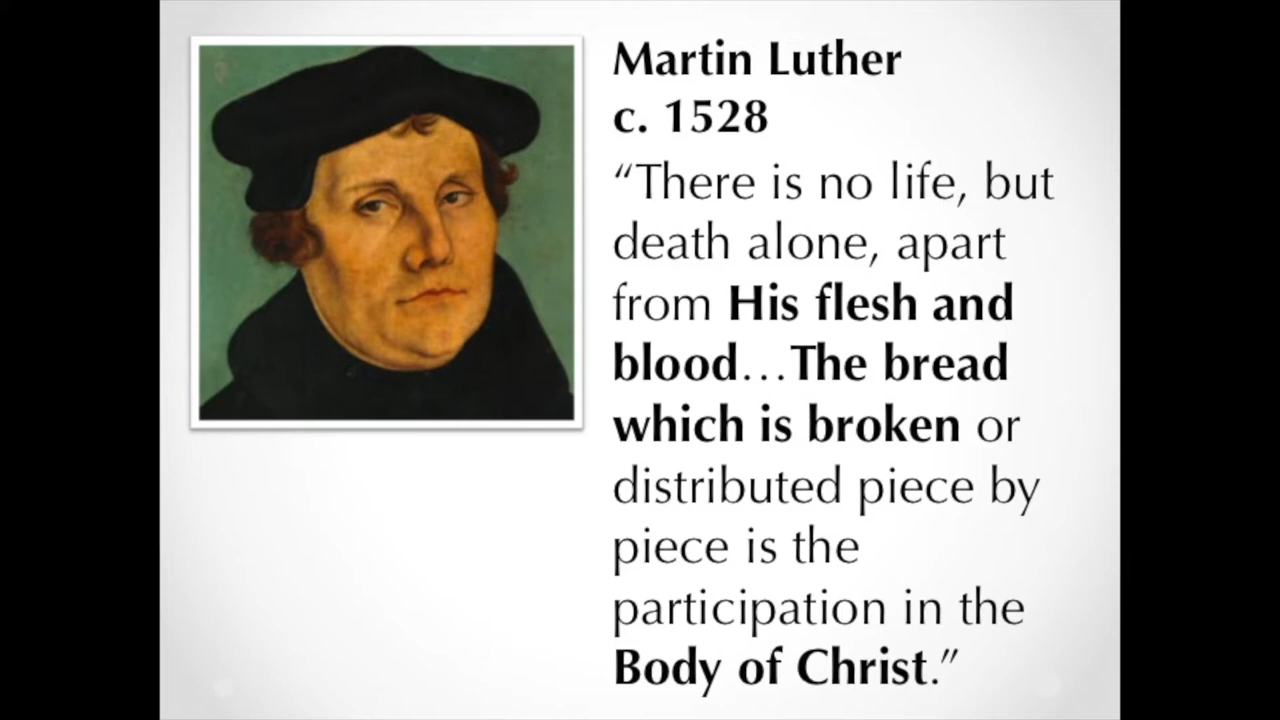 Martin Luther
c. 1528
“There is no life, but
death alone, apart
from His flesh and
blood…The bread
which is broken or
distributed piece by
piece is the
participation in the
Body of Christ.”